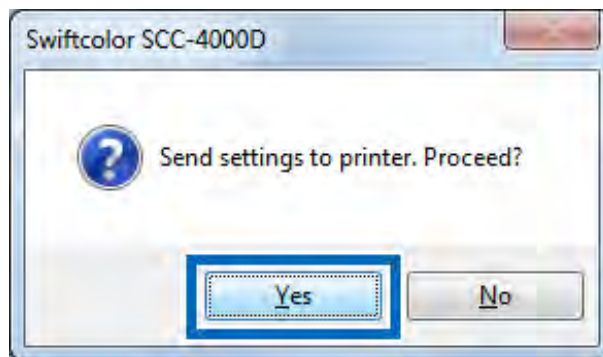 Swiftcolor SCC-4000D
Send settings to printer. Proceed?
Yes
No